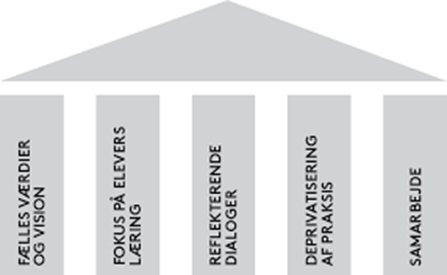 FÆLLES VÆRDIER
OG VISION
FOKUS PÅ ELEVERS
LÆRING
REFLEKTERENDE
DIALOGER
DEPRIVATISERING
AF PRAKSIS
SAMARBEJDE